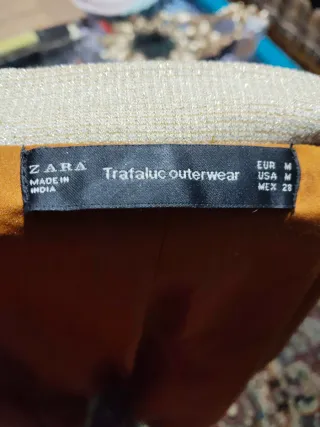 ZARA
MADE IN
INDIA
Trafaluc outerwear
EUR M
USA M
MEX 28